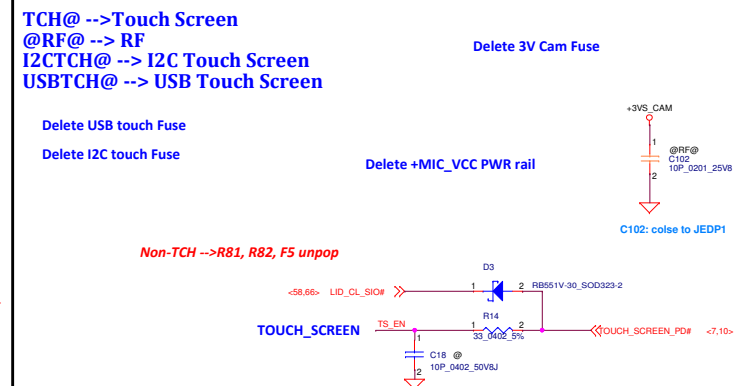 TCH@ -->Touch Screen
@RF@ --> RF
I2CTCH@ --> I2C Touch Screen
USBTCH@ --> USB Touch Screen
Delete 3V Cam Fuse
Delete USB touch Fuse
Delete I2C touch Fuse
Delete +MIC_VCC PWR rail
+3VS_CAM
1
@RF@
C102
10P_0201_25V8
2
C102: colse to JEDP1
Non-TCH -->R81, R82, F5 unpop
D3
<58,66> LID_CL_SIO# 1 2 RB551V-30_SOD323-2
R14
TOUCH_SCREEN TS_EN 1 2 TOUCH_SCREEN_PD# <7,10>
33_0402_5%
1
C18 @
10P_0402_50V8J
2